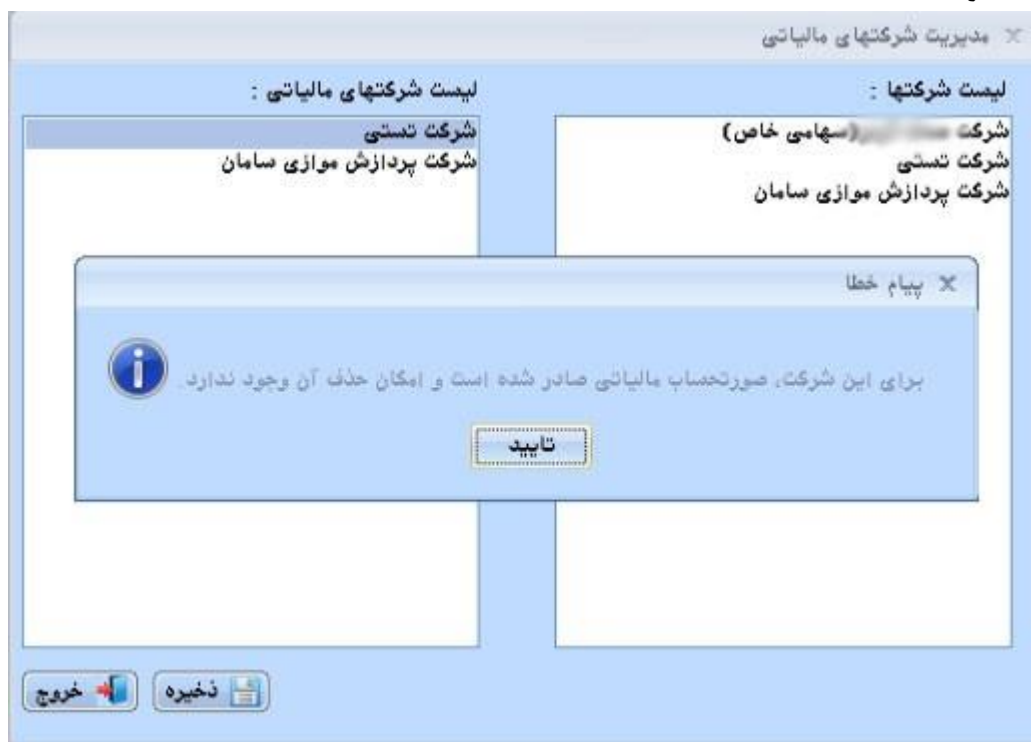 مدیریت شرکتهای مالیاتی
لیست شرکتها :
شرکت (سهامی خاص)
شرکت تستی
شرکت پردازش موازی سامان
لیست شرکتهای مالیاتی :
شرکت تستی
شرکت پردازش موازی سامان
پیام خطا
برای این شرکت، صورتحساب مالیاتی صادر شده است و امکان حذف آن وجود ندارد.
تایید
ذخیره
خروج